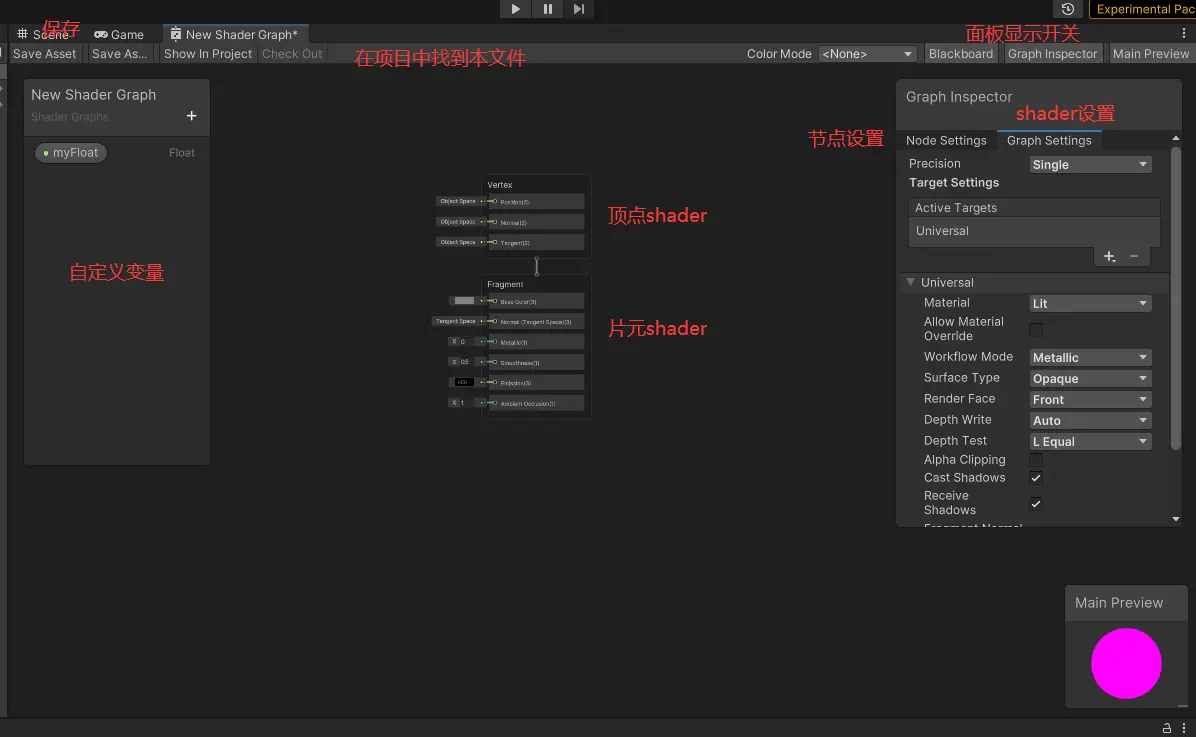 Experimental Pac
保存
Scene
Game
New Shader Graph*
面板显示开关
Save Asset
Save As...
Show In Project
Check Out
在项目中找到本文件
Color Mode
<None>
Blackboard
Graph Inspector
Main Preview
New Shader Graph
Shader Graphs
+
myFloat
Float
自定义变量
Vertex
Object Space
Position(3)
Object Space
Normal(3)
Object Space
Tangent(3)
顶点shader
Fragment
Base Color(3)
Tangent Space
Normal (Tangent Space)(3)
X 0
Metallic(1)
X 0.5
Smoothness(1)
HDR
Emission(3)
X 1
Ambient Occlusion(1)
片元shader
Graph Inspector
shader设置
节点设置
Node Settings
Graph Settings
Precision
Single
Target Settings
Active Targets
Universal
+ −
Universal
Material
Lit
Allow Material
Override
Workflow Mode
Metallic
Surface Type
Opaque
Render Face
Front
Depth Write
Auto
Depth Test
L Equal
Alpha Clipping
Cast Shadows
Receive
Shadows
Fragment Normal
Main Preview